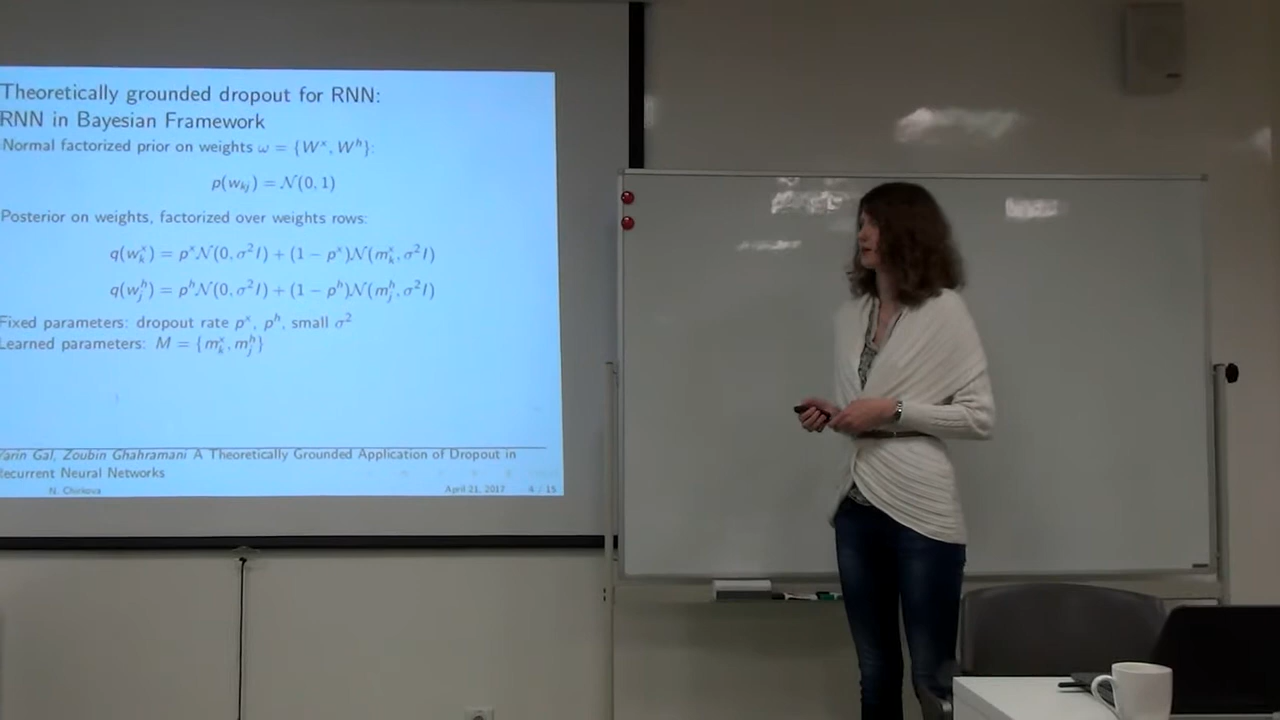 Theoretically grounded dropout for RNN:
RNN in Bayesian Framework
Normal factorized prior on weights ω = {Wˣ, Wʰ}:
p(w_kj) = 𝒩(0, 1)
Posterior on weights, factorized over weights rows:
q(w_k^x) = p^x 𝒩(0, σ²I) + (1 − p^x)𝒩(m_k^x, σ²I)
q(w_j^h) = p^h 𝒩(0, σ²I) + (1 − p^h)𝒩(m_j^h, σ²I)
Fixed parameters: dropout rate p^x, p^h, small σ²
Learned parameters: M = {m_k^x, m_j^h}
Yarin Gal, Zoubin Ghahramani A Theoretically Grounded Application of Dropout in
Recurrent Neural Networks
N. Chirkova April 21, 2017 4 / 15